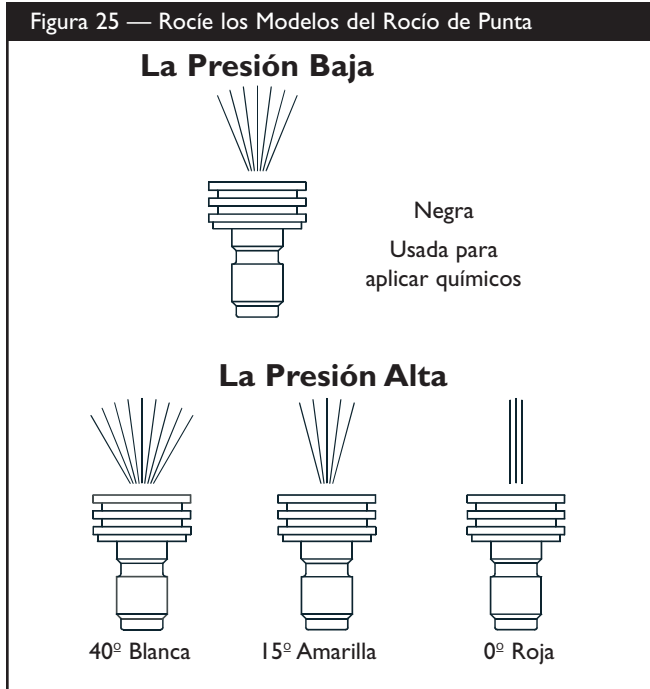 Figura 25 — Rocíe los Modelos del Rocío de Punta
La Presión Baja
Negra
Usada para
aplicar químicos
La Presión Alta
40º Blanca
15º Amarilla
0º Roja